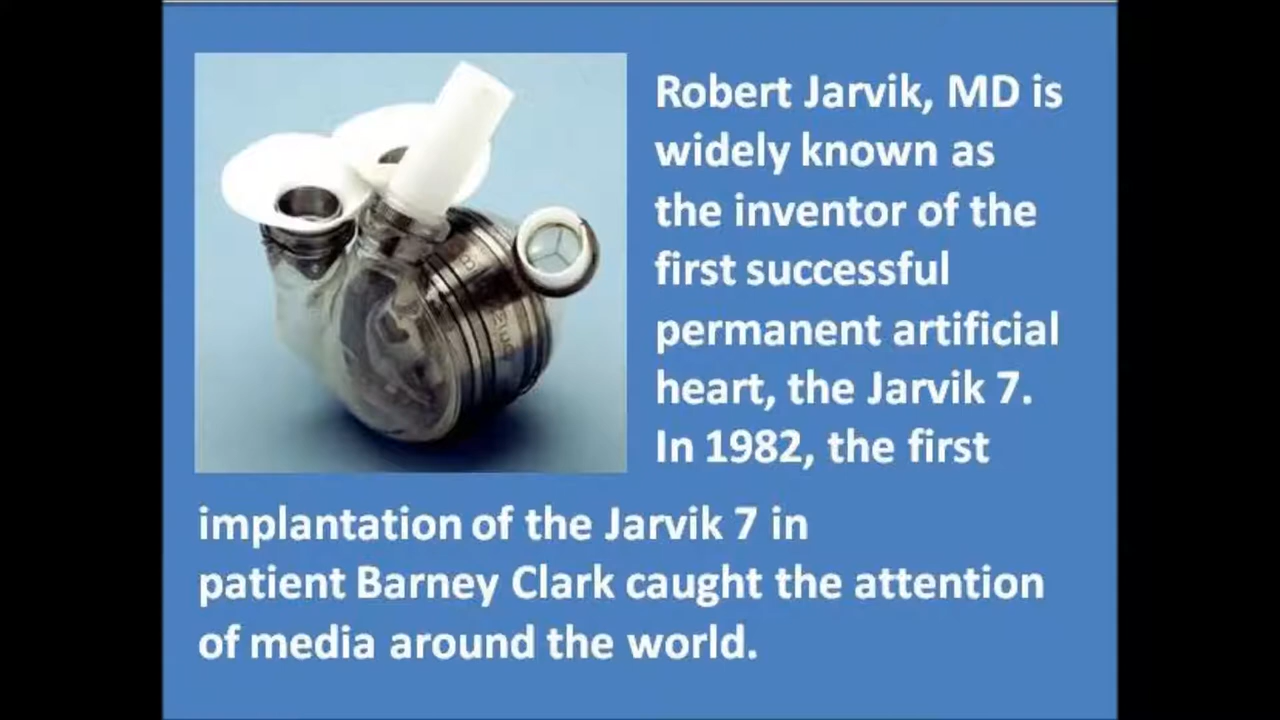 Robert Jarvik, MD is
widely known as
the inventor of the
first successful
permanent artificial
heart, the Jarvik 7.
In 1982, the first
implantation of the Jarvik 7 in
patient Barney Clark caught the attention
of media around the world.